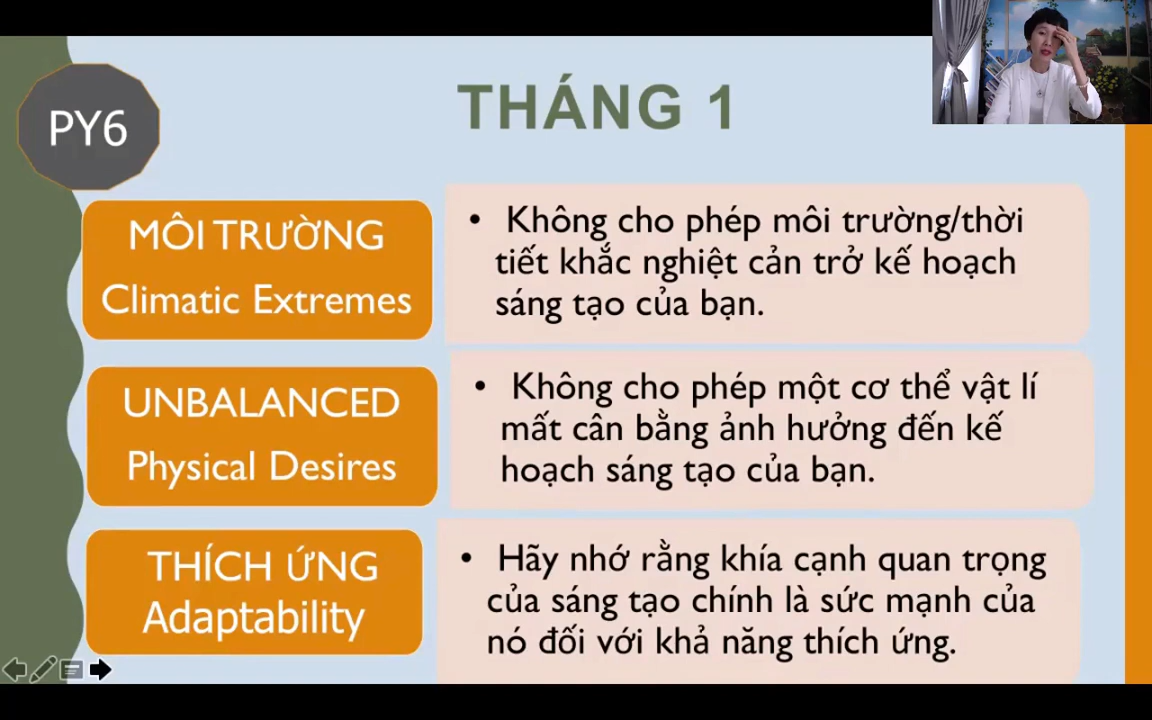 PY6
THÁNG 1
MÔI TRƯỜNG
Climatic Extremes
• Không cho phép môi trường/thời
tiết khắc nghiệt cản trở kế hoạch
sáng tạo của bạn.
UNBALANCED
Physical Desires
• Không cho phép một cơ thể vật lí
mất cân bằng ảnh hưởng đến kế
hoạch sáng tạo của bạn.
THÍCH ỨNG
Adaptability
• Hãy nhớ rằng khía cạnh quan trọng
của sáng tạo chính là sức mạnh của
nó đối với khả năng thích ứng.